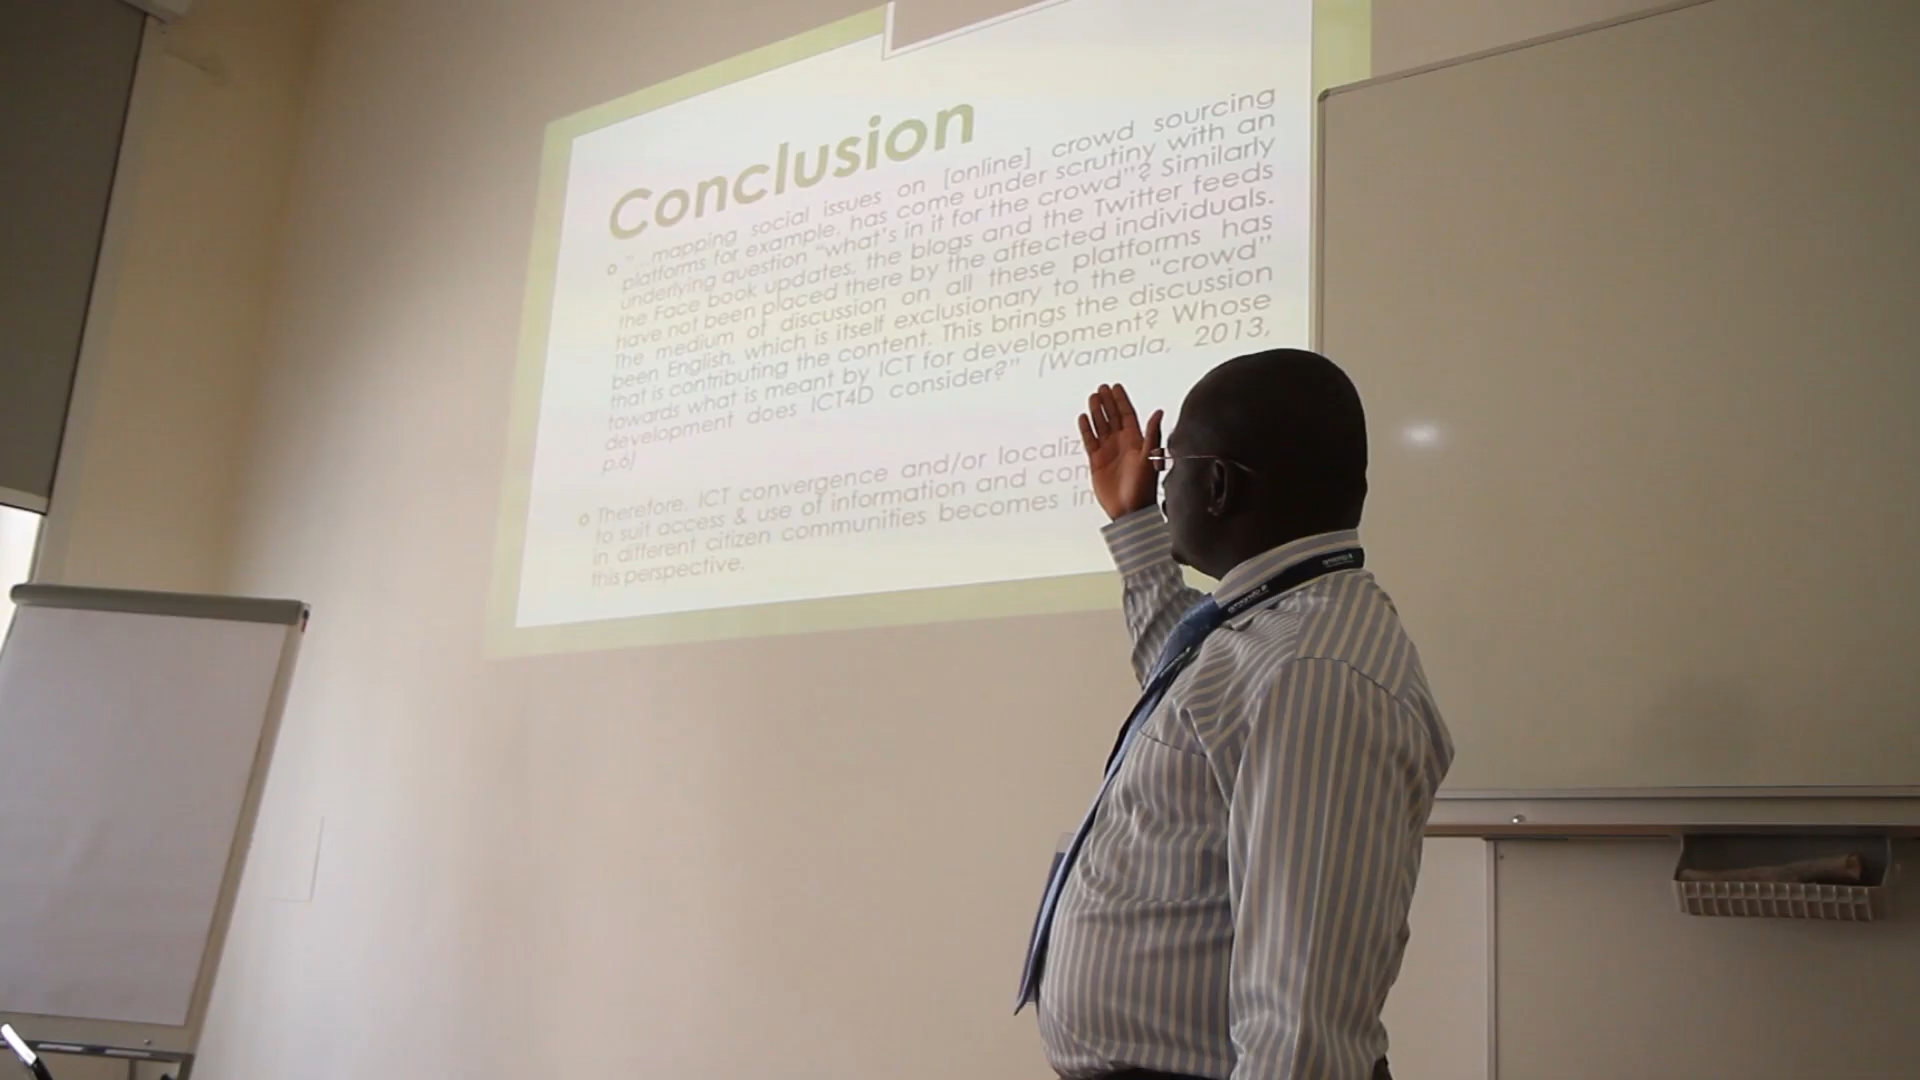 Conclusion
o "...mapping social issues on [online] crowd sourcing
platforms for example, has come under scrutiny with an
underlying question "what's in it for the crowd"? Similarly
the Face book updates, the blogs and the Twitter feeds
have not been placed there by the affected individuals.
The medium of discussion on all these platforms has
been English, which is itself exclusionary to the "crowd"
that is contributing the content. This brings the discussion
towards what is meant by ICT for development? Whose
development does ICT4D consider?" (Wamala, 2013,
p.6)
o Therefore, ICT convergence and/or localiz
to suit access & use of information and con
in different citizen communities becomes in
this perspective.